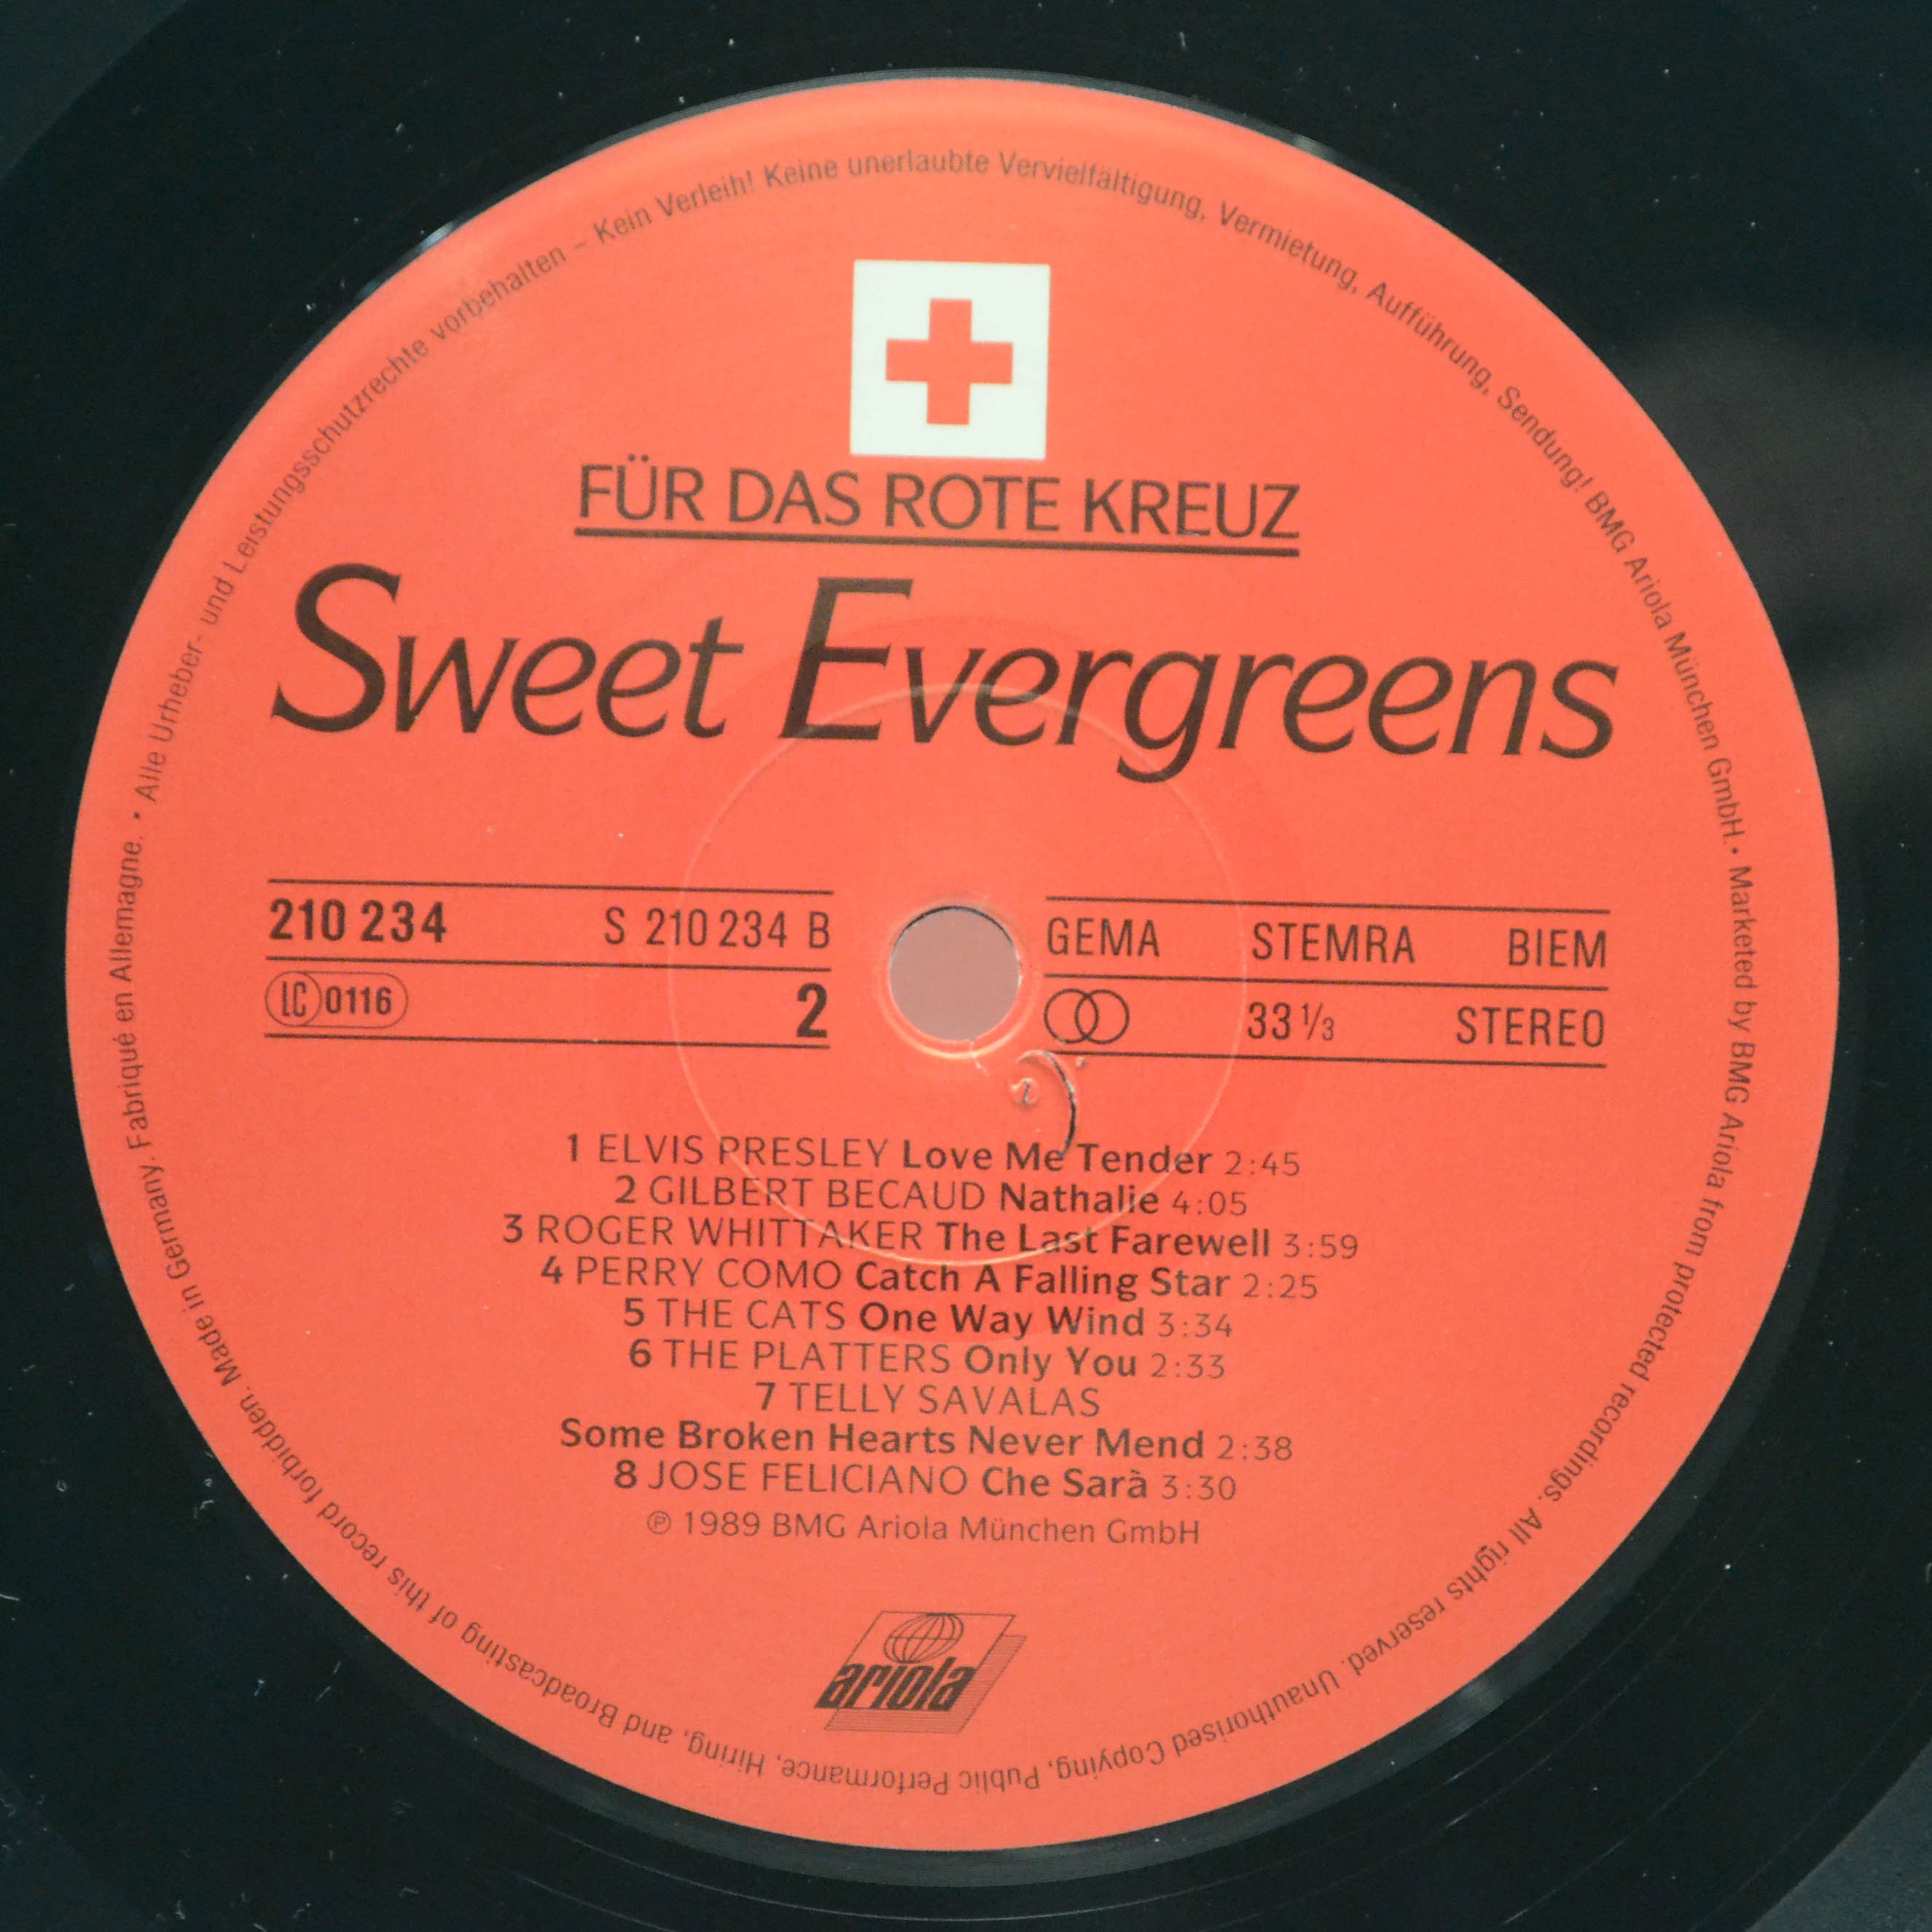 Alle Urheber- und Leistungsschutzrechte vorbehalten – Kein Verleih! Keine unerlaubte Vervielfältigung, Vermietung, Aufführung, Sendung! BMG Ariola München GmbH. • Marketed by BMG Ariola from protected recordings. All rights reserved. Unauthorised Copying, Public Performance, Hiring, and Broadcasting of this record forbidden. Made in Germany. Fabriqué en Allemagne. •
FÜR DAS ROTE KREUZ
Sweet Evergreens
210 234 S 210 234 B
LC 0116 2
GEMA STEMRA BIEM
33 1/3 STEREO
1 ELVIS PRESLEY Love Me Tender 2:45
2 GILBERT BECAUD Nathalie 4:05
3 ROGER WHITTAKER The Last Farewell 3:59
4 PERRY COMO Catch A Falling Star 2:25
5 THE CATS One Way Wind 3:34
6 THE PLATTERS Only You 2:33
7 TELLY SAVALAS
Some Broken Hearts Never Mend 2:38
8 JOSE FELICIANO Che Sarà 3:30
℗ 1989 BMG Ariola München GmbH
ariola